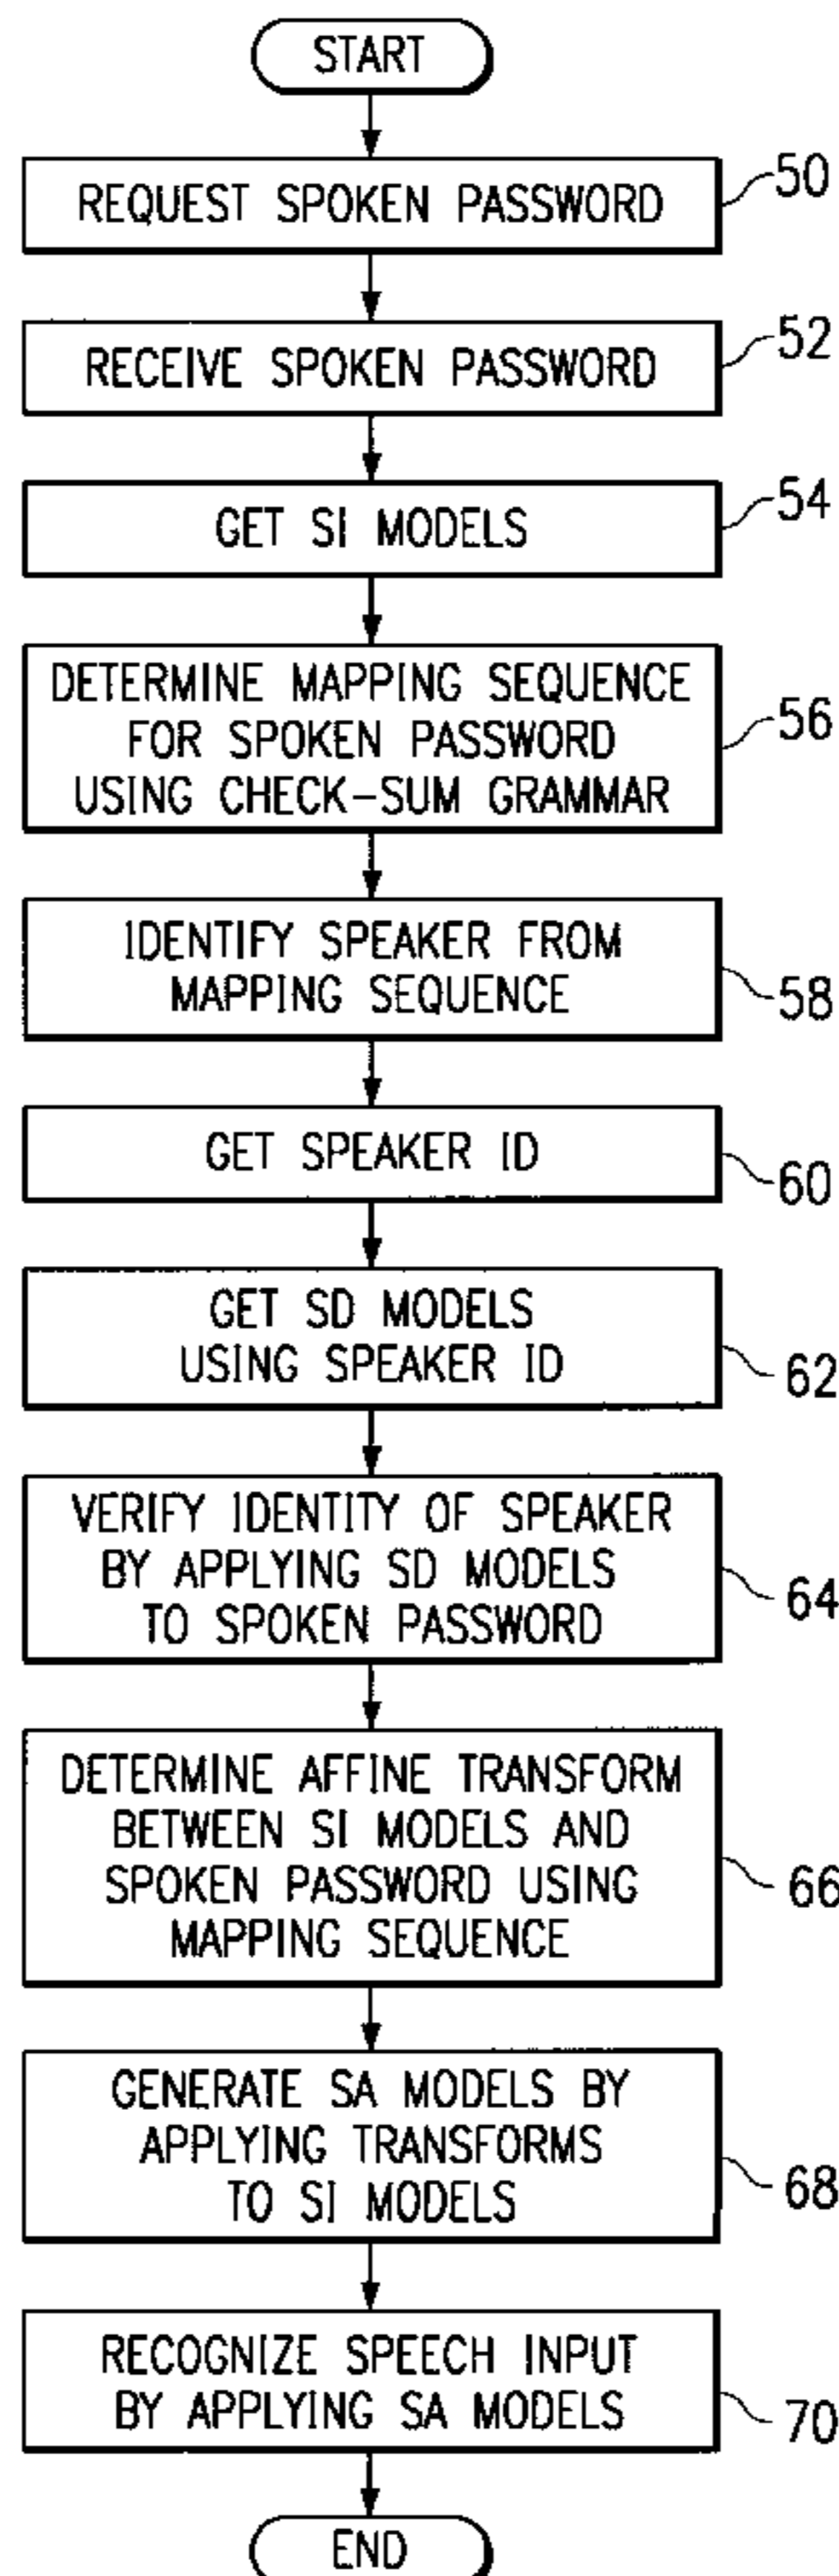 START
REQUEST SPOKEN PASSWORD
50
RECEIVE SPOKEN PASSWORD
52
GET SI MODELS
54
DETERMINE MAPPING SEQUENCE
FOR SPOKEN PASSWORD
USING CHECK-SUM GRAMMAR
56
IDENTIFY SPEAKER FROM
MAPPING SEQUENCE
58
GET SPEAKER ID
60
GET SD MODELS
USING SPEAKER ID
62
VERIFY IDENTITY OF SPEAKER
BY APPLYING SD MODELS
TO SPOKEN PASSWORD
64
DETERMINE AFFINE TRANSFORM
BETWEEN SI MODELS AND
SPOKEN PASSWORD USING
MAPPING SEQUENCE
66
GENERATE SA MODELS BY
APPLYING TRANSFORMS
TO SI MODELS
68
RECOGNIZE SPEECH INPUT
BY APPLYING SA MODELS
70
END